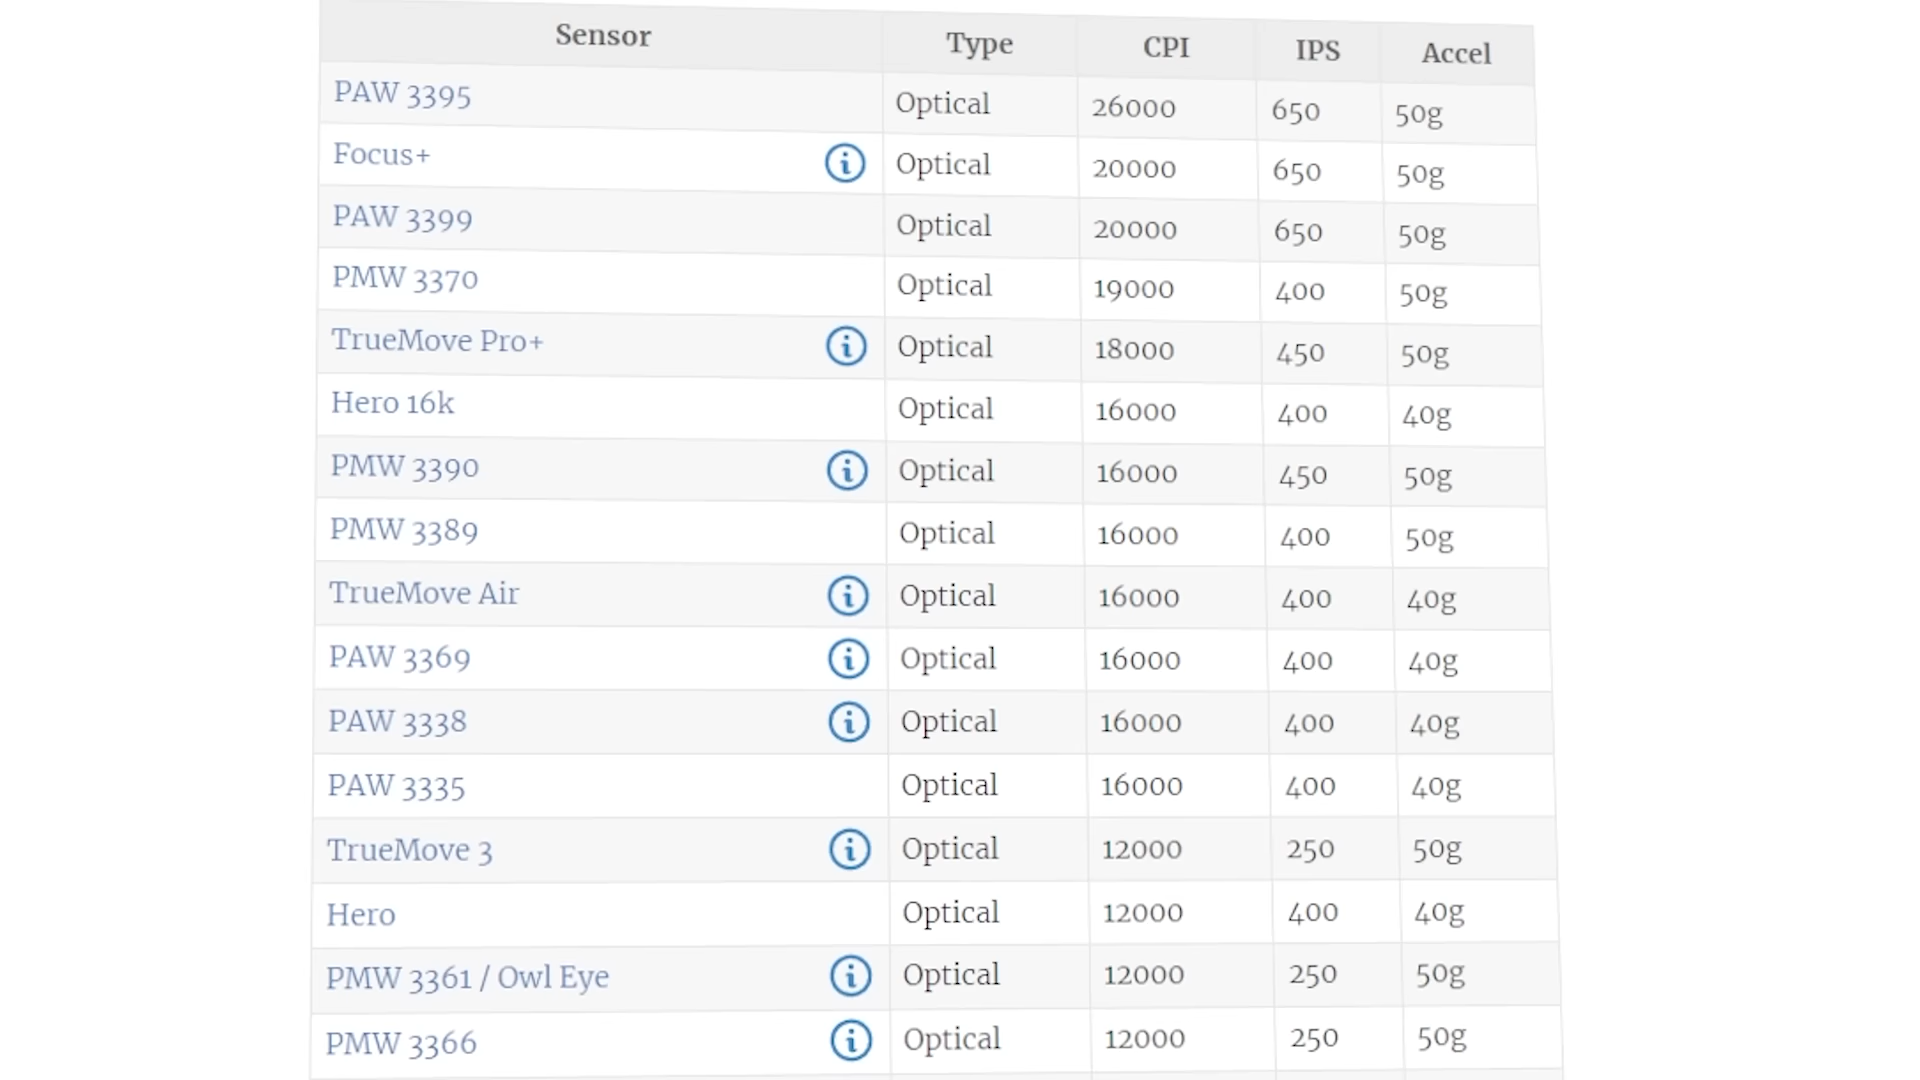 Sensor Type CPI IPS Accel
PAW 3395 Optical 26000 650 50g
Focus+ Optical 20000 650 50g
PAW 3399 Optical 20000 650 50g
PMW 3370 Optical 19000 400 50g
TrueMove Pro+ Optical 18000 450 50g
Hero 16k Optical 16000 400 40g
PMW 3390 Optical 16000 450 50g
PMW 3389 Optical 16000 400 50g
TrueMove Air Optical 16000 400 40g
PAW 3369 Optical 16000 400 40g
PAW 3338 Optical 16000 400 40g
PAW 3335 Optical 16000 400 40g
TrueMove 3 Optical 12000 250 50g
Hero Optical 12000 400 40g
PMW 3361 / Owl Eye Optical 12000 250 50g
PMW 3366 Optical 12000 250 50g